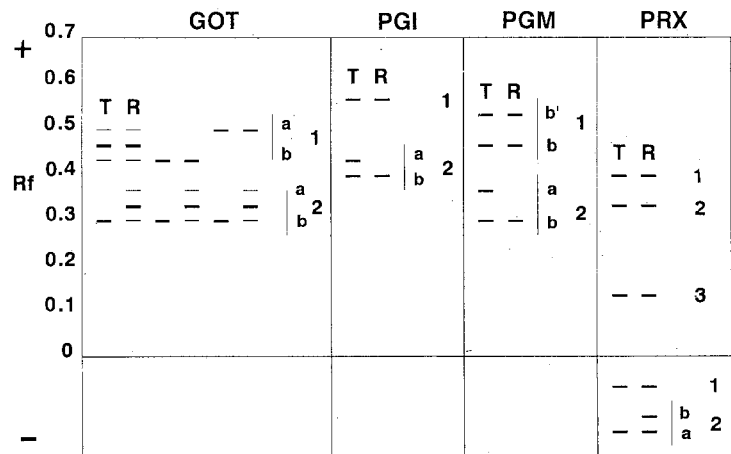 GOT PGI PGM PRX
+ 0.7
0.6
T R 1
T R b' 1
T R a 1
0.5
b b
T R
0.4
Rf
a 2 b
a 2 b
1
a 2 b
2
0.3
0.2
0.1
3
0
1
b 2 a
-